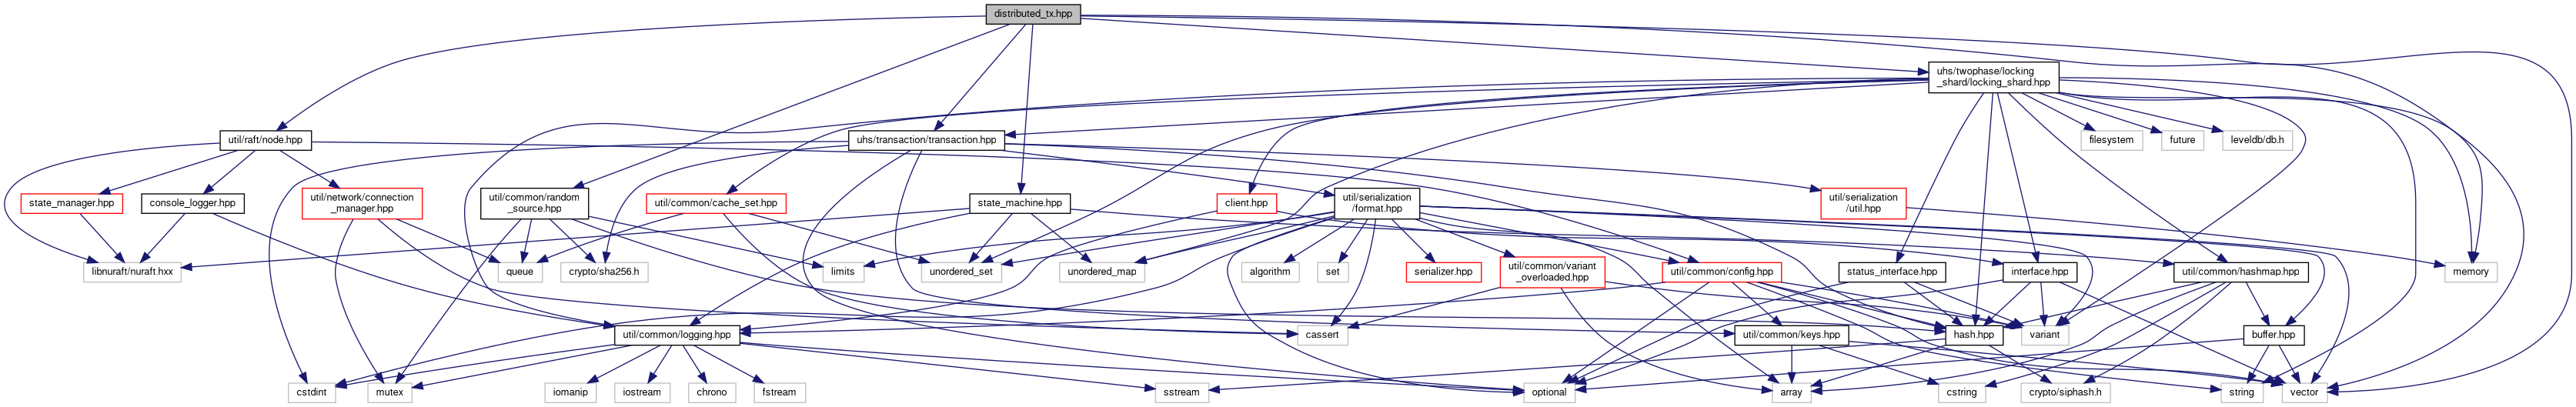 distributed_tx.hpp
uhs/twophase/locking
_shard/locking_shard.hpp
util/raft/node.hpp
uhs/transaction/transaction.hpp
filesystem
future
leveldb/db.h
state_manager.hpp
console_logger.hpp
util/network/connection
_manager.hpp
util/common/random
_source.hpp
util/common/cache_set.hpp
state_machine.hpp
client.hpp
util/serialization
/format.hpp
util/serialization
/util.hpp
libnuraft/nuraft.hxx
queue
crypto/sha256.h
limits
unordered_set
unordered_map
algorithm
set
serializer.hpp
util/common/variant
_overloaded.hpp
util/common/config.hpp
status_interface.hpp
interface.hpp
util/common/hashmap.hpp
memory
util/common/logging.hpp
cassert
util/common/keys.hpp
hash.hpp
variant
buffer.hpp
cstdint
mutex
iomanip
iostream
chrono
fstream
sstream
optional
array
cstring
crypto/siphash.h
string
vector